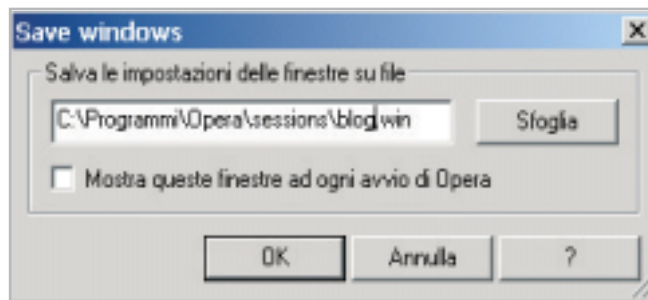 Save windows
Salva le impostazioni delle finestre su file
C:\Programmi\Opera\sessions\blog.win
Sfoglia
Mostra queste finestre ad ogni avvio di Opera
OK
Annulla
?